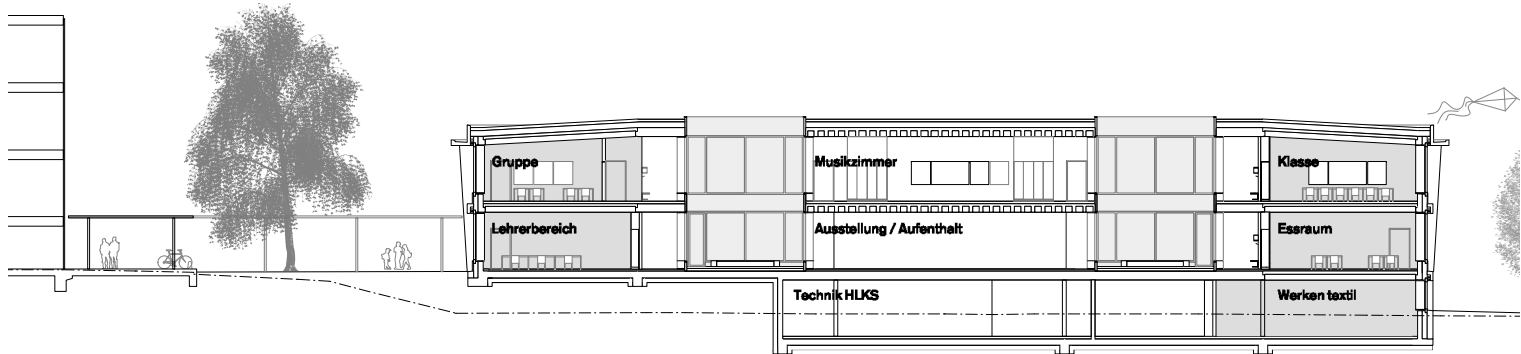 Gruppe
Musikzimmer
Klasse
Lehrerbereich
Ausstellung / Aufenthalt
Essraum
Technik HLKS
Werken textil